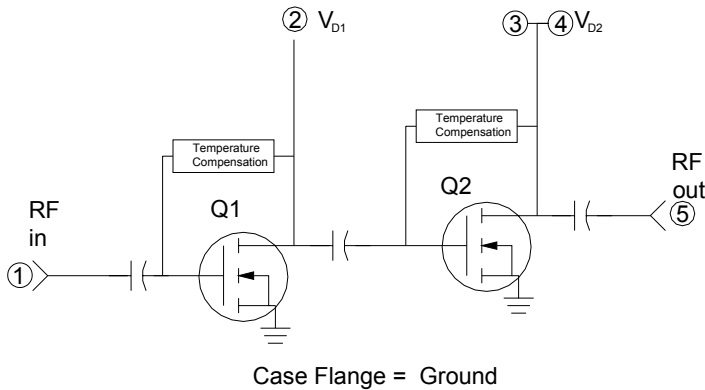 ② V_D1
③ ④ V_D2
Temperature
Compensation
Temperature
Compensation
RF
in
Q1
Q2
RF
out
①
⑤
Case Flange = Ground